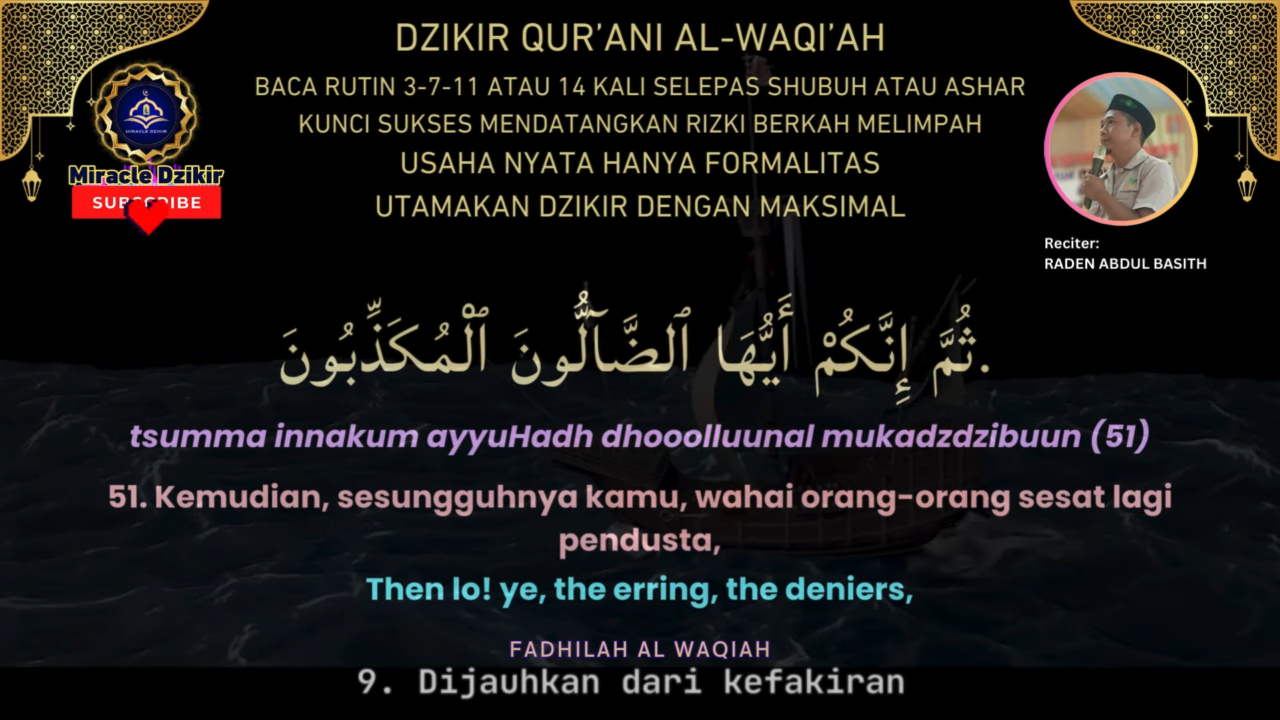 DZIKIR QUR’ANI AL-WAQI’AH
BACA RUTIN 3-7-11 ATAU 14 KALI SELEPAS SHUBUH ATAU ASHAR
KUNCI SUKSES MENDATANGKAN RIZKI BERKAH MELIMPAH
USAHA NYATA HANYA FORMALITAS
UTAMAKAN DZIKIR DENGAN MAKSIMAL
MIRACLE DZIKIR
Miracle Dzikir
SUBSCRIBE
Reciter:
RADEN ABDUL BASITH
ثُمَّ إِنَّكُمْ أَيُّهَا ٱلضَّآلُّونَ ٱلْمُكَذِّبُونَ.
tsumma innakum ayyuHadh dhooolluunal mukadzdzibuun (51)
51. Kemudian, sesungguhnya kamu, wahai orang-orang sesat lagi
pendusta,
Then lo! ye, the erring, the deniers,
FADHILAH AL WAQIAH
9. Dijauhkan dari kefakiran